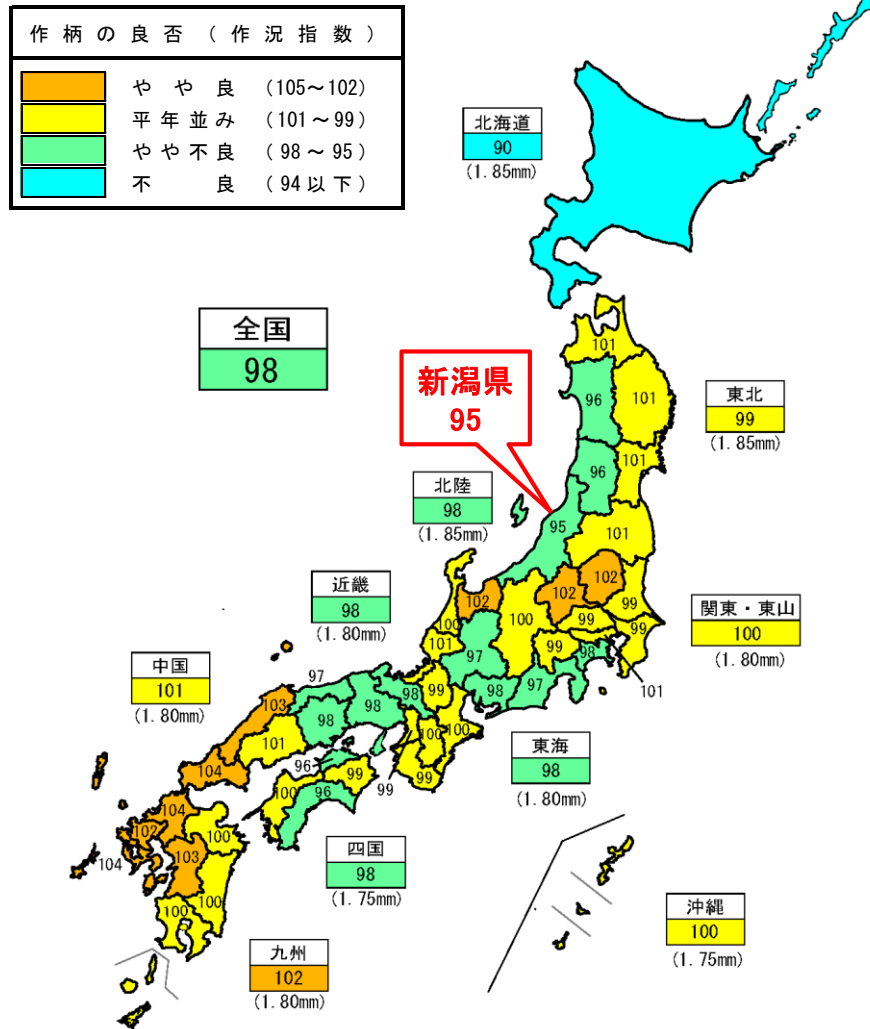 作柄の良否（作況指数）
やや良 (105～102)
平年並み (101～99)
やや不良 (98～95)
不良 (94以下)
北海道
90
(1.85mm)
全国
98
新潟県
95
東北
99
(1.85mm)
北陸
98
(1.85mm)
近畿
98
(1.80mm)
関東・東山
100
(1.80mm)
中国
101
(1.80mm)
東海
98
(1.80mm)
四国
98
(1.75mm)
九州
102
(1.80mm)
沖縄
100
(1.75mm)
101
96
101
96
101
95
101
102
102
102
99
100
100
99
99
101
99
97
98
101
98
97
98
97
99
98
98
98
103
101
100
100
104
96
99
99
99
100
96
104
102
100
104
103
100
100